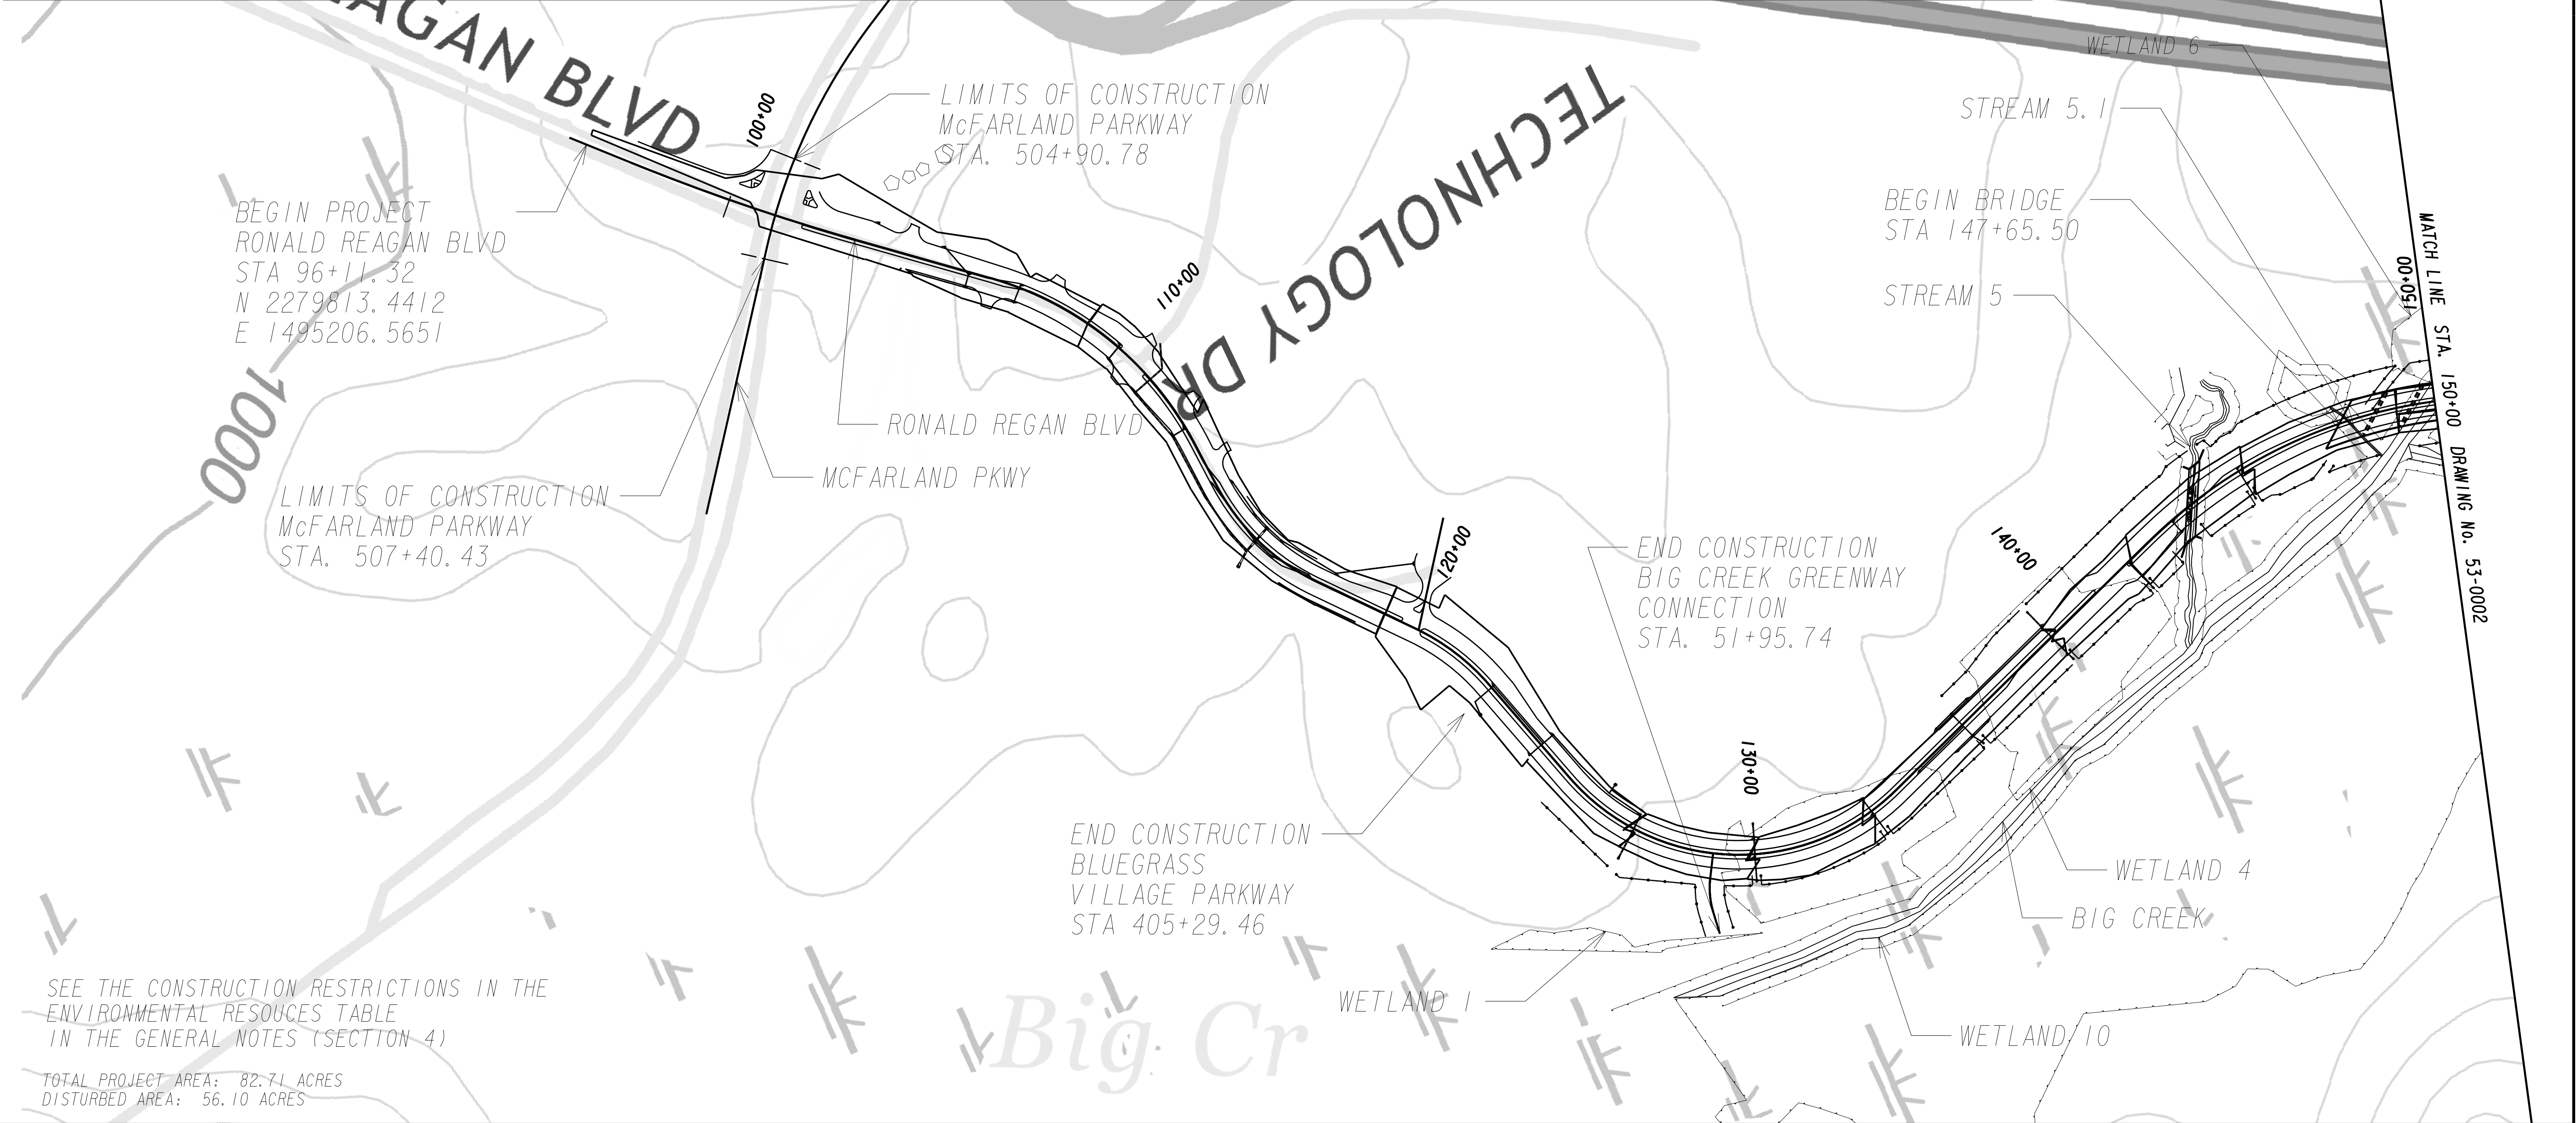 EAGAN BLVD
100+00
LIMITS OF CONSTRUCTION
McFARLAND PARKWAY
STA. 504+90.78
TECHNOLOGY DR
WETLAND 6
STREAM 5.1
BEGIN BRIDGE
STA 147+65.50
STREAM 5
BEGIN PROJECT
RONALD REAGAN BLVD
STA 96+11.32
N 2279813.4412
E 1495206.5651
110+00
150+00
MATCH LINE STA. 150+00 DRAWING No. 53-0002
1000
RONALD REGAN BLVD
MCFARLAND PKWY
LIMITS OF CONSTRUCTION
McFARLAND PARKWAY
STA. 507+40.43
120+00
END CONSTRUCTION
BIG CREEK GREENWAY
CONNECTION
STA. 51+95.74
140+00
130+00
END CONSTRUCTION
BLUEGRASS
VILLAGE PARKWAY
STA 405+29.46
WETLAND 4
BIG CREEK
WETLAND 1
WETLAND 10
Big Cr
SEE THE CONSTRUCTION RESTRICTIONS IN THE
ENVIRONMENTAL RESOUCES TABLE
IN THE GENERAL NOTES (SECTION 4)
TOTAL PROJECT AREA: 82.71 ACRES
DISTURBED AREA: 56.10 ACRES